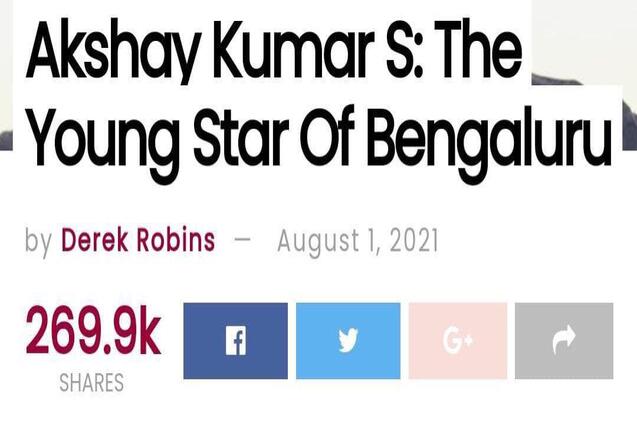 Akshay Kumar S: The
Young Star Of Bengaluru
by Derek Robins — August 1, 2021
269.9k
SHARES
f
G+